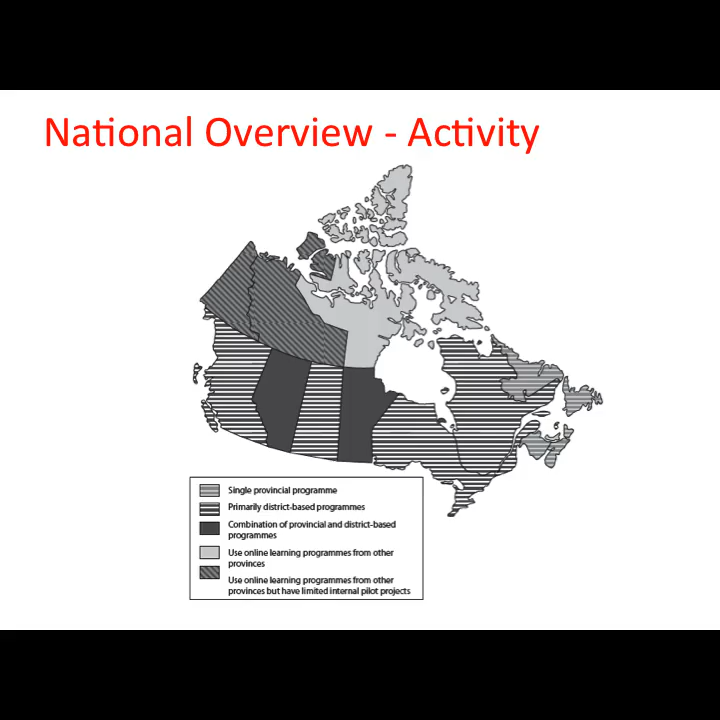 National Overview - Activity
Single provincial programme
Primarily district-based programmes
Combination of provincial and district-based
programmes
Use online learning programmes from other
provinces
Use online learning programmes from other
provinces but have limited internal pilot projects